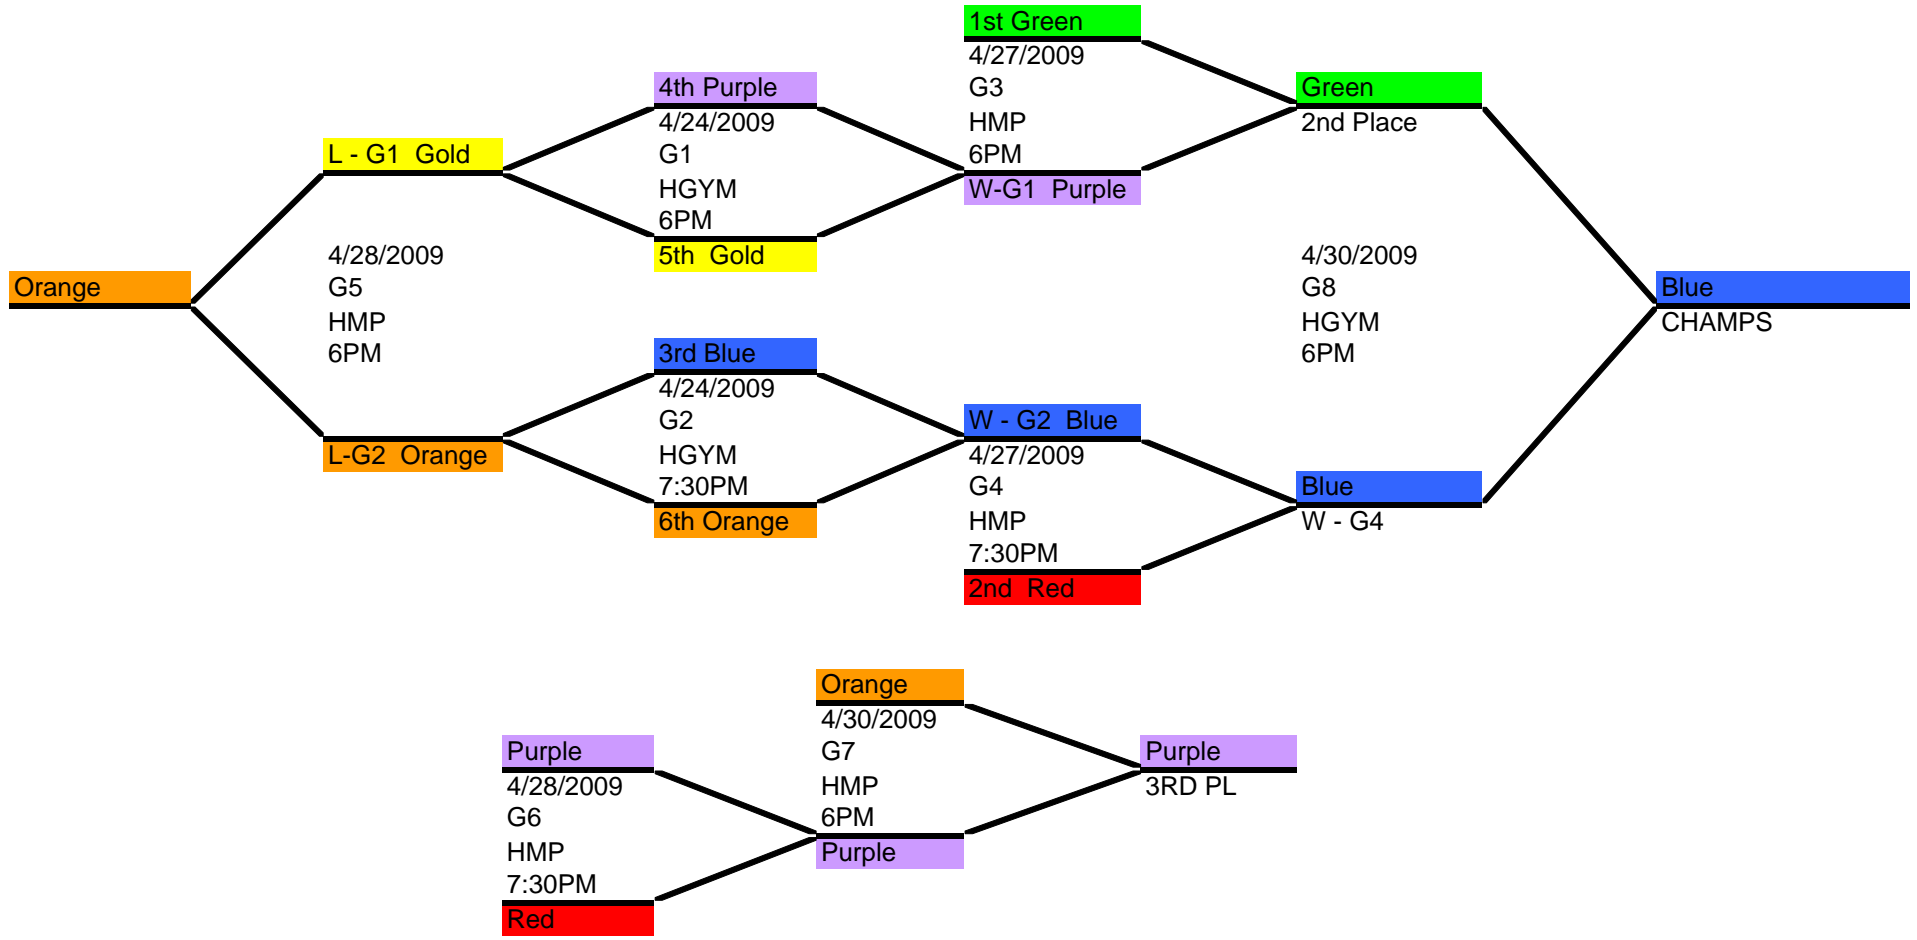 1st Green
4/27/2009
G3
HMP
6PM
W-G1  Purple
4th Purple
4/24/2009
G1
HGYM
6PM
5th  Gold
Green
2nd Place
L - G1  Gold
4/28/2009
G5
HMP
6PM
L-G2  Orange
Orange
4/30/2009
G8
HGYM
6PM
Blue
CHAMPS
3rd Blue
4/24/2009
G2
HGYM
7:30PM
6th Orange
W - G2  Blue
4/27/2009
G4
HMP
7:30PM
2nd  Red
Blue
W - G4
Orange
4/30/2009
G7
HMP
6PM
Purple
Purple
4/28/2009
G6
HMP
7:30PM
Red
Purple
3RD PL